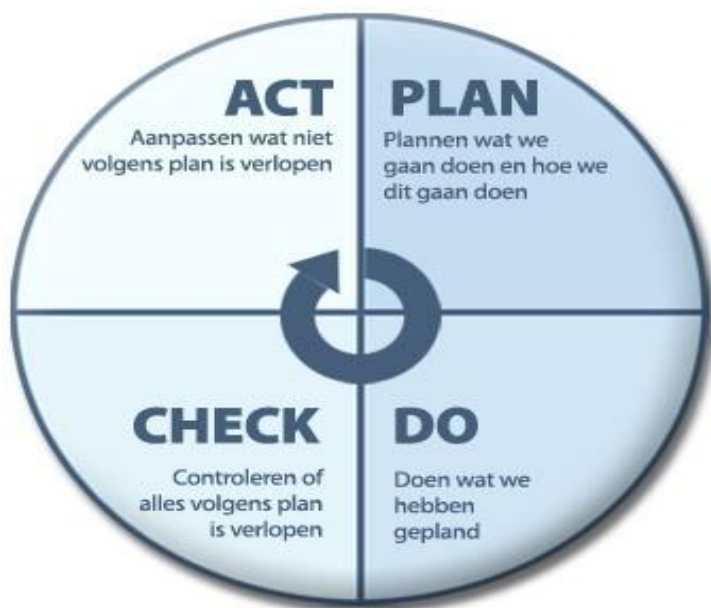 ACT
Aanpassen wat niet
volgens plan is verlopen
PLAN
Plannen wat we
gaan doen en hoe we
dit gaan doen
CHECK
Controleren of
alles volgens plan
is verlopen
DO
Doen wat we
hebben
gepland